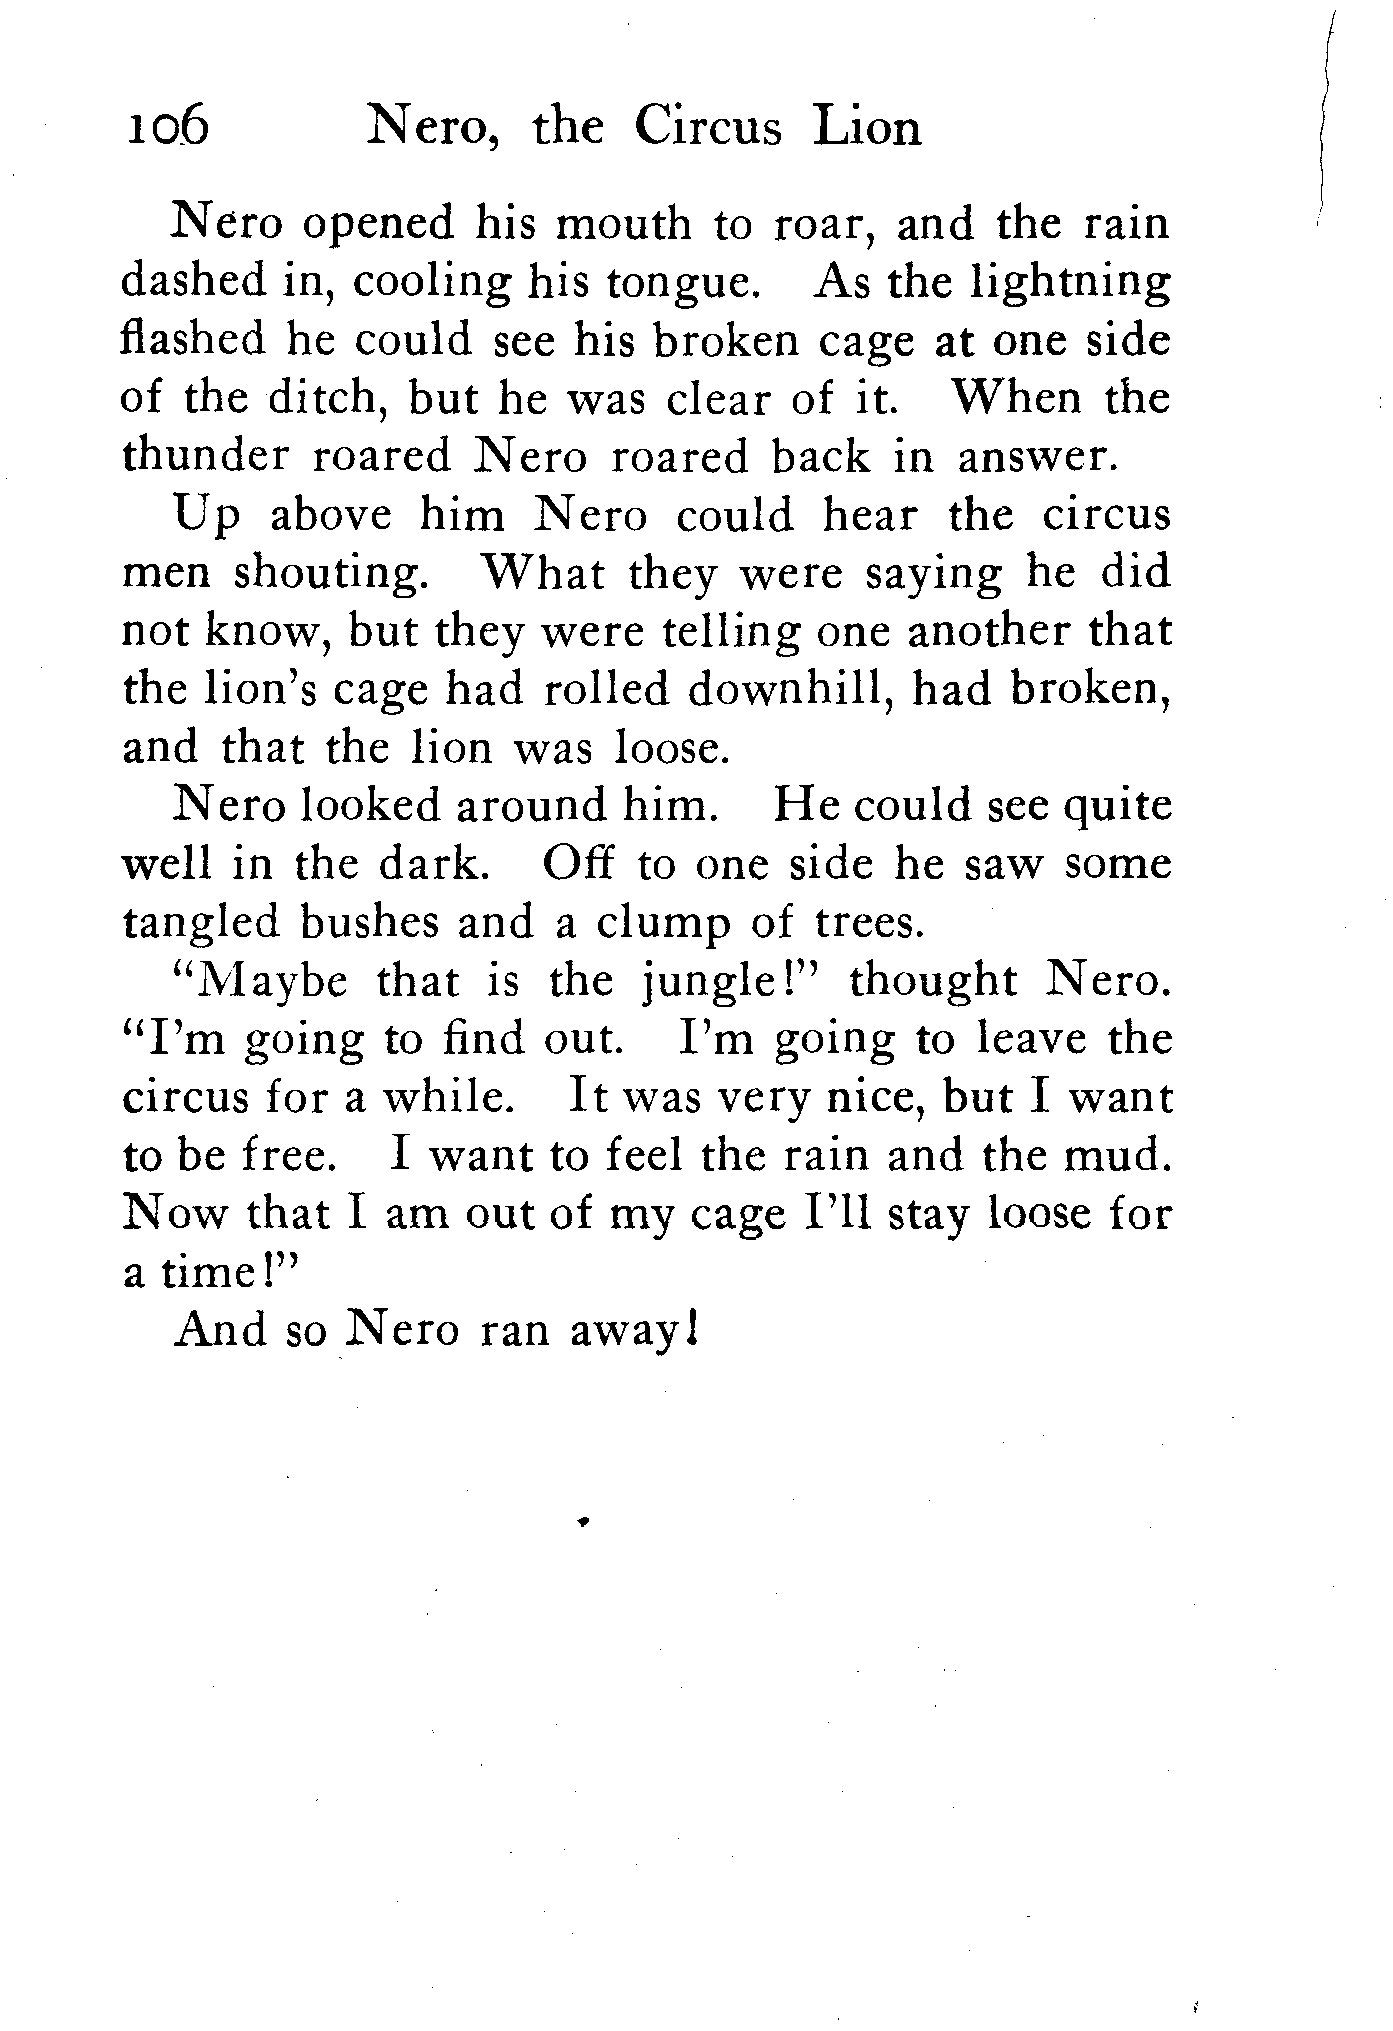 106 Nero, the Circus Lion
Nero opened his mouth to roar, and the rain
dashed in, cooling his tongue. As the lightning
flashed he could see his broken cage at one side
of the ditch, but he was clear of it. When the
thunder roared Nero roared back in answer.
Up above him Nero could hear the circus
men shouting. What they were saying he did
not know, but they were telling one another that
the lion's cage had rolled downhill, had broken,
and that the lion was loose.
Nero looked around him. He could see quite
well in the dark. Off to one side he saw some
tangled bushes and a clump of trees.
"Maybe that is the jungle!" thought Nero.
"I'm going to find out. I'm going to leave the
circus for a while. It was very nice, but I want
to be free. I want to feel the rain and the mud.
Now that I am out of my cage I'll stay loose for
a time!"
And so Nero ran away!